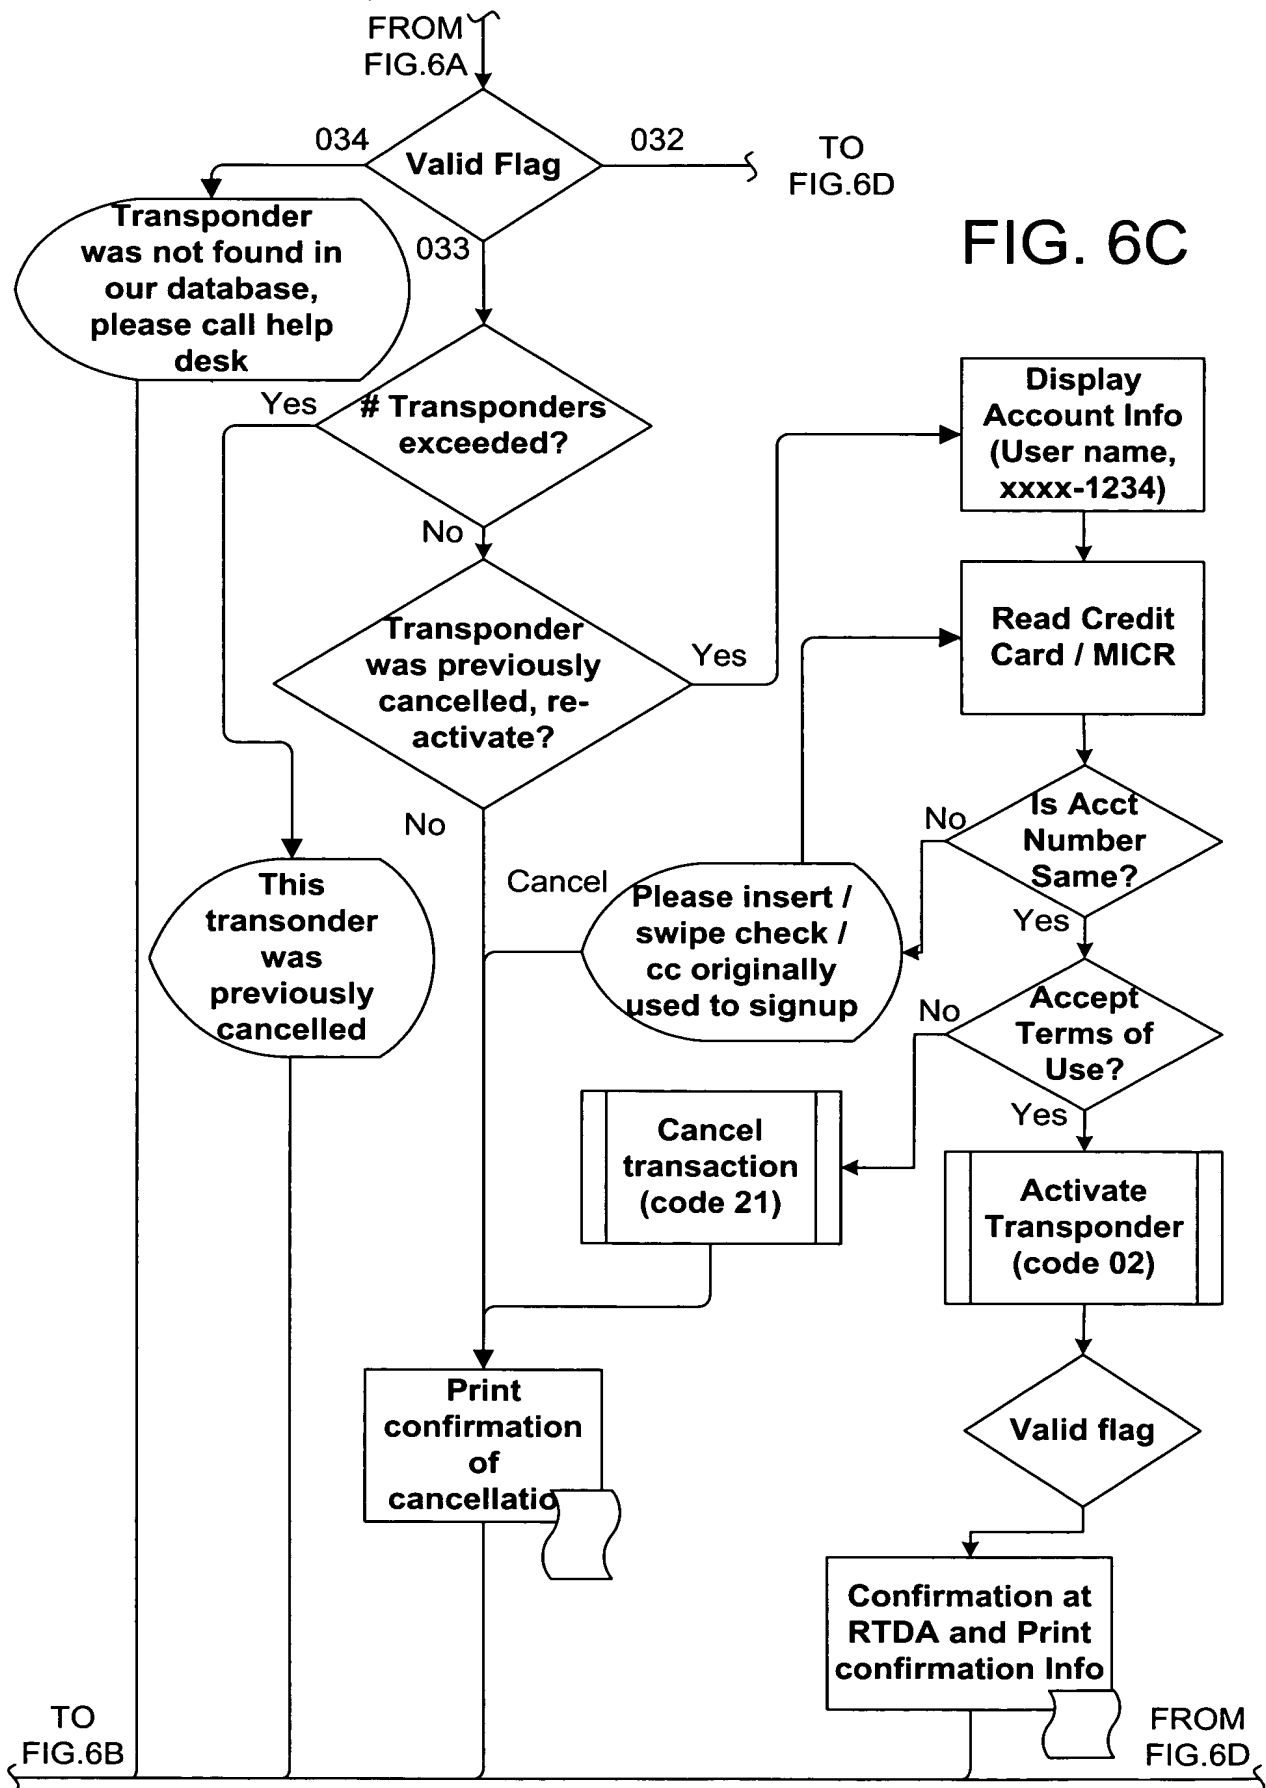 FROM
FIG.6A
034
Valid Flag
032
TO
FIG.6D
FIG. 6C
033
Transponder
was not found in
our database,
please call help
desk
Yes
# Transponders
exceeded?
No
Display
Account Info
(User name,
xxxx-1234)
Transponder
was previously
cancelled, re-
activate?
Yes
No
Read Credit
Card / MICR
Is Acct
Number
Same?
No
Yes
Cancel
Please insert /
swipe check /
cc originally
used to signup
This
transonder
was
previously
cancelled
Accept
Terms of
Use?
No
Yes
Cancel
transaction
(code 21)
Activate
Transponder
(code 02)
Valid flag
Print
confirmation
of
cancellatio
Confirmation at
RTDA and Print
confirmation Info
TO
FIG.6B
FROM
FIG.6D